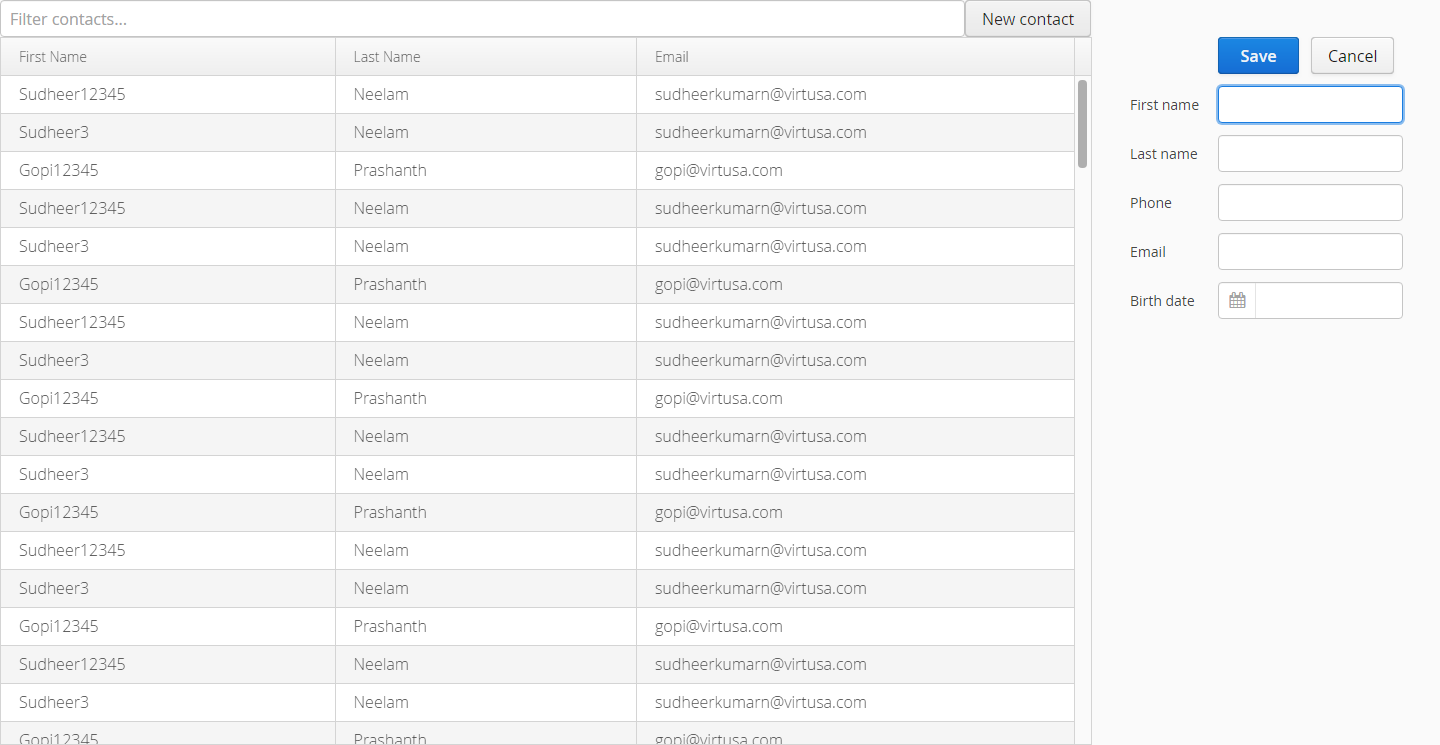 Filter contacts... New contact
First Name Last Name Email
Sudheer12345 Neelam sudheerkumarn@virtusa.com
Sudheer3 Neelam sudheerkumarn@virtusa.com
Gopi12345 Prashanth gopi@virtusa.com
Sudheer12345 Neelam sudheerkumarn@virtusa.com
Sudheer3 Neelam sudheerkumarn@virtusa.com
Gopi12345 Prashanth gopi@virtusa.com
Sudheer12345 Neelam sudheerkumarn@virtusa.com
Sudheer3 Neelam sudheerkumarn@virtusa.com
Gopi12345 Prashanth gopi@virtusa.com
Sudheer12345 Neelam sudheerkumarn@virtusa.com
Sudheer3 Neelam sudheerkumarn@virtusa.com
Gopi12345 Prashanth gopi@virtusa.com
Sudheer12345 Neelam sudheerkumarn@virtusa.com
Sudheer3 Neelam sudheerkumarn@virtusa.com
Gopi12345 Prashanth gopi@virtusa.com
Sudheer12345 Neelam sudheerkumarn@virtusa.com
Sudheer3 Neelam sudheerkumarn@virtusa.com
Gopi12345 Prashanth gopi@virtusa.com
Save Cancel
First name
Last name
Phone
Email
Birth date